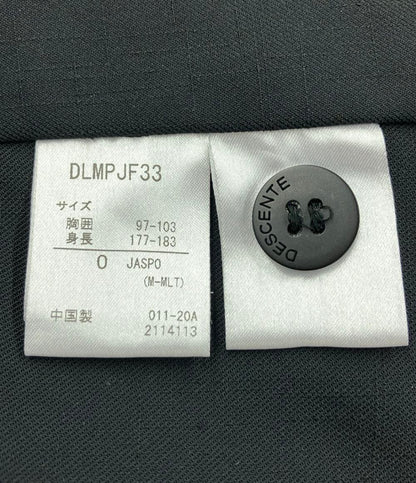 DLMPJF33
サイズ
胸囲 97-103
身長 177-183
O JASPO
(M-MLT)
中国製 011-20A
2114113
DESCENTE